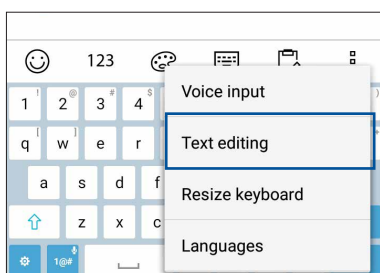 123
Voice input
1 ! 2 @ 3 # 4 $ )
Text editing
q [ w ] e r
Resize keyboard
a s d f
z x c
Languages
1@#